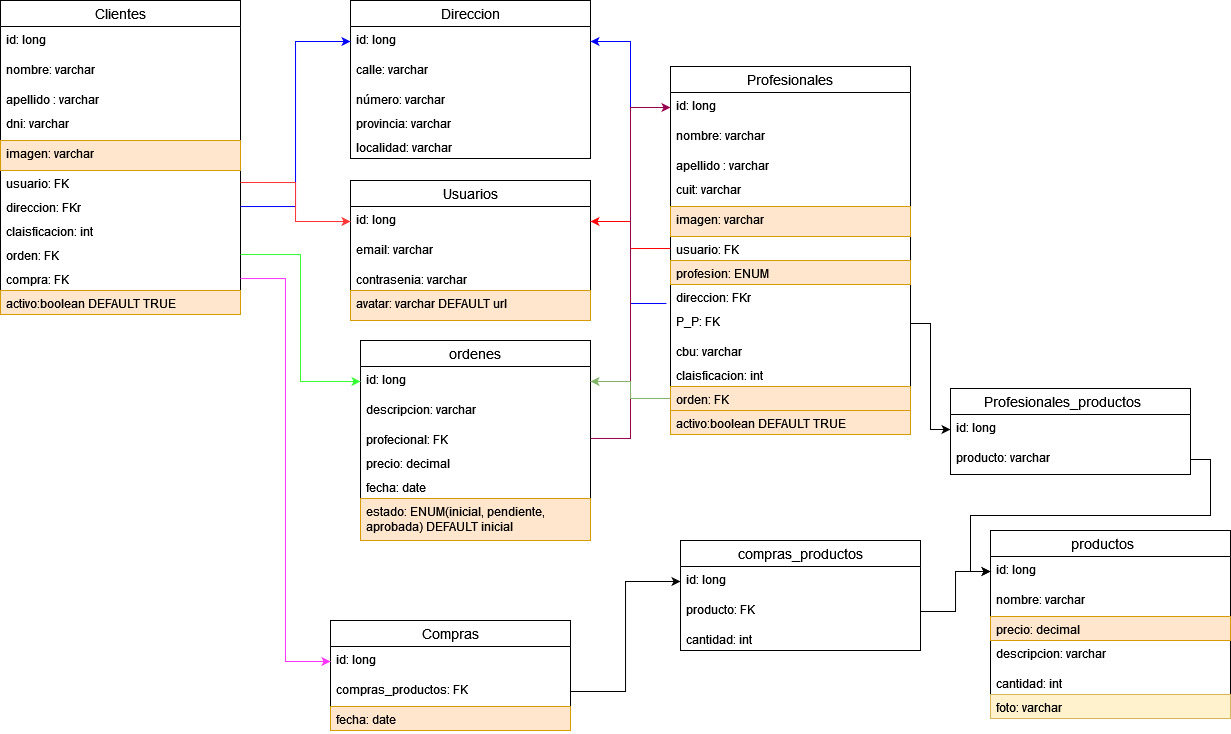 Clientes
id: long
nombre: varchar
apellido : varchar
dni: varchar
imagen: varchar
usuario: FK
direccion: FKr
claisficacion: int
orden: FK
compra: FK
activo:boolean DEFAULT TRUE
Direccion
id: long
calle: varchar
número: varchar
provincia: varchar
localidad: varchar
Usuarios
id: long
email: varchar
contrasenia: varchar
avatar: varchar DEFAULT url
ordenes
id: long
descripcion: varchar
profecional: FK
precio: decimal
fecha: date
estado: ENUM(inicial, pendiente,
aprobada) DEFAULT inicial
Profesionales
id: long
nombre: varchar
apellido : varchar
cuit: varchar
imagen: varchar
usuario: FK
profesion: ENUM
direccion: FKr
P_P: FK
cbu: varchar
claisficacion: int
orden: FK
activo:boolean DEFAULT TRUE
Profesionales_productos
id: long
producto: varchar
Compras
id: long
compras_productos: FK
fecha: date
compras_productos
id: long
producto: FK
cantidad: int
productos
id: long
nombre: varchar
precio: decimal
descripcion: varchar
cantidad: int
foto: varchar